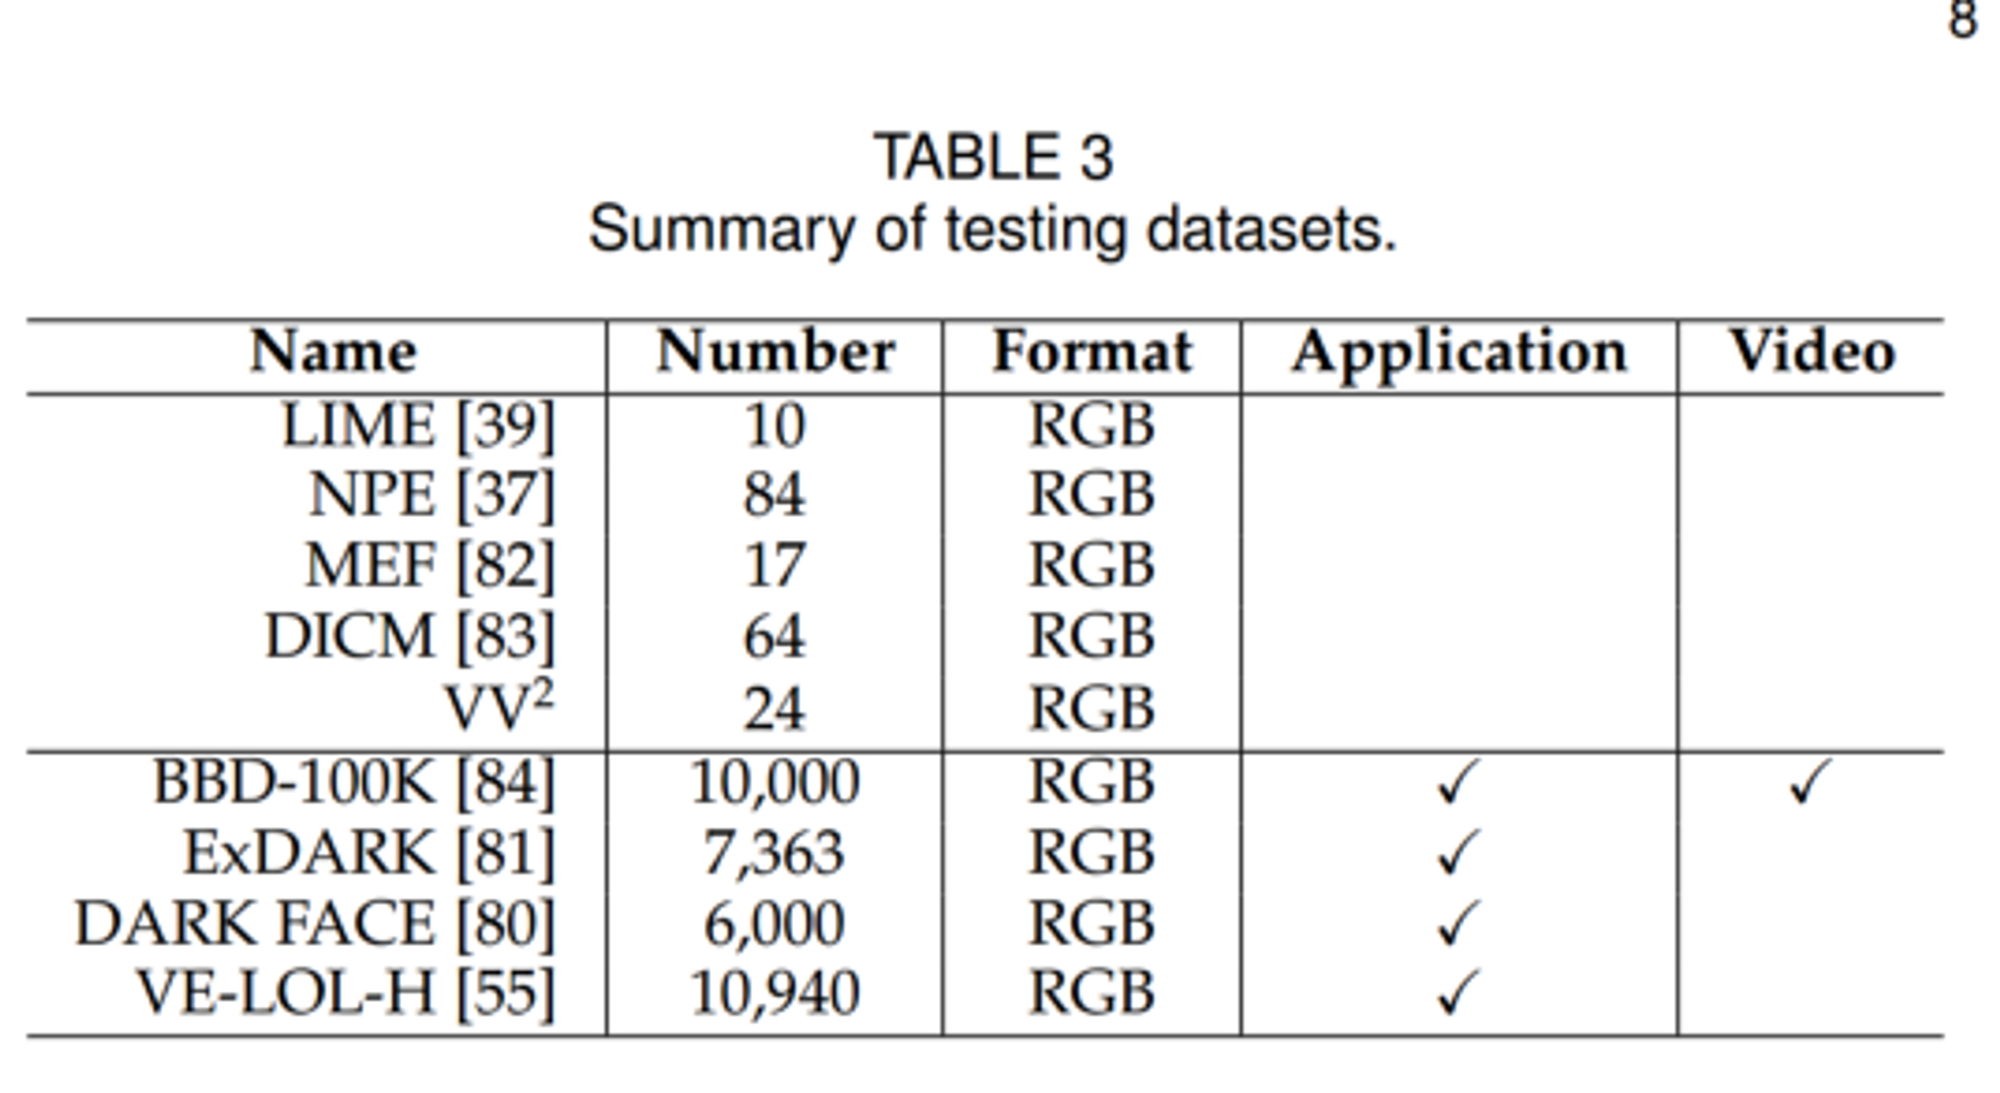 8
TABLE 3
Summary of testing datasets.
Name Number Format Application Video
LIME [39] 10 RGB
NPE [37] 84 RGB
MEF [82] 17 RGB
DICM [83] 64 RGB
VV² 24 RGB
BBD-100K [84] 10,000 RGB ✓ ✓
ExDARK [81] 7,363 RGB ✓
DARK FACE [80] 6,000 RGB ✓
VE-LOL-H [55] 10,940 RGB ✓